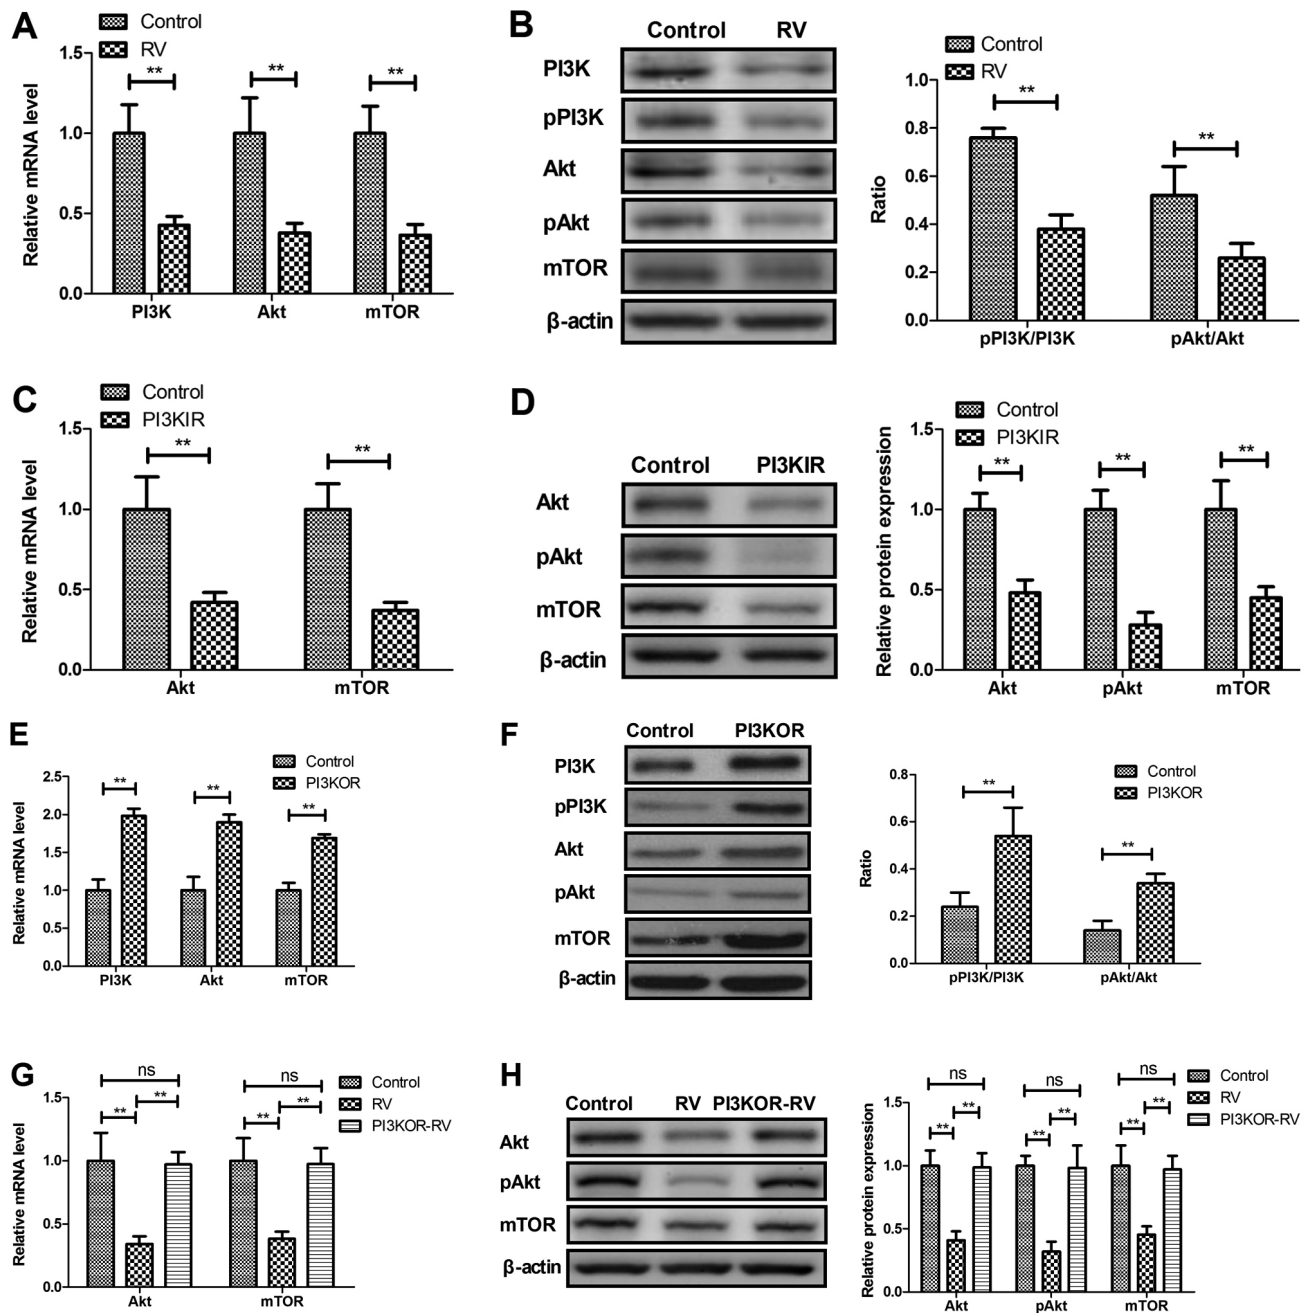 A
Control
RV
Relative mRNA level
1.5
1.0
0.5
0.0
**
**
**
PI3K Akt mTOR
B
Control RV
PI3K
pPI3K
Akt
pAkt
mTOR
β-actin
Control
RV
Ratio
1.0
0.8
0.6
0.4
0.2
0.0
**
**
pPI3K/PI3K pAkt/Akt
C
Control
PI3KIR
Relative mRNA level
1.5
1.0
0.5
0.0
**
**
Akt mTOR
D
Control PI3KIR
Akt
pAkt
mTOR
β-actin
Control
PI3KIR
Relative protein expression
1.5
1.0
0.5
0.0
**
**
**
Akt pAkt mTOR
E
Control
PI3KOR
Relative mRNA level
2.5
2.0
1.5
1.0
0.5
0.0
**
**
**
PI3K Akt mTOR
F
Control PI3KOR
PI3K
pPI3K
Akt
pAkt
mTOR
β-actin
Control
PI3KOR
Ratio
0.8
0.6
0.4
0.2
0.0
**
**
pPI3K/PI3K pAkt/Akt
G
Control
RV
PI3KOR-RV
Relative mRNA level
1.5
1.0
0.5
0.0
ns
**
**
ns
**
**
Akt mTOR
H
Control RV PI3KOR-RV
Akt
pAkt
mTOR
β-actin
Control
RV
PI3KOR-RV
Relative protein expression
1.5
1.0
0.5
0.0
ns
**
**
ns
**
**
ns
**
**
Akt pAkt mTOR